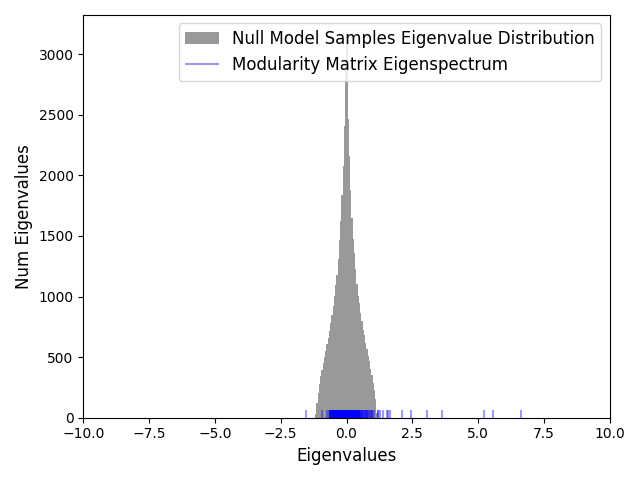 Null Model Samples Eigenvalue Distribution
Modularity Matrix Eigenspectrum
3000
2500
2000
1500
1000
500
0
Num Eigenvalues
−10.0 −7.5 −5.0 −2.5 0.0 2.5 5.0 7.5 10.0
Eigenvalues